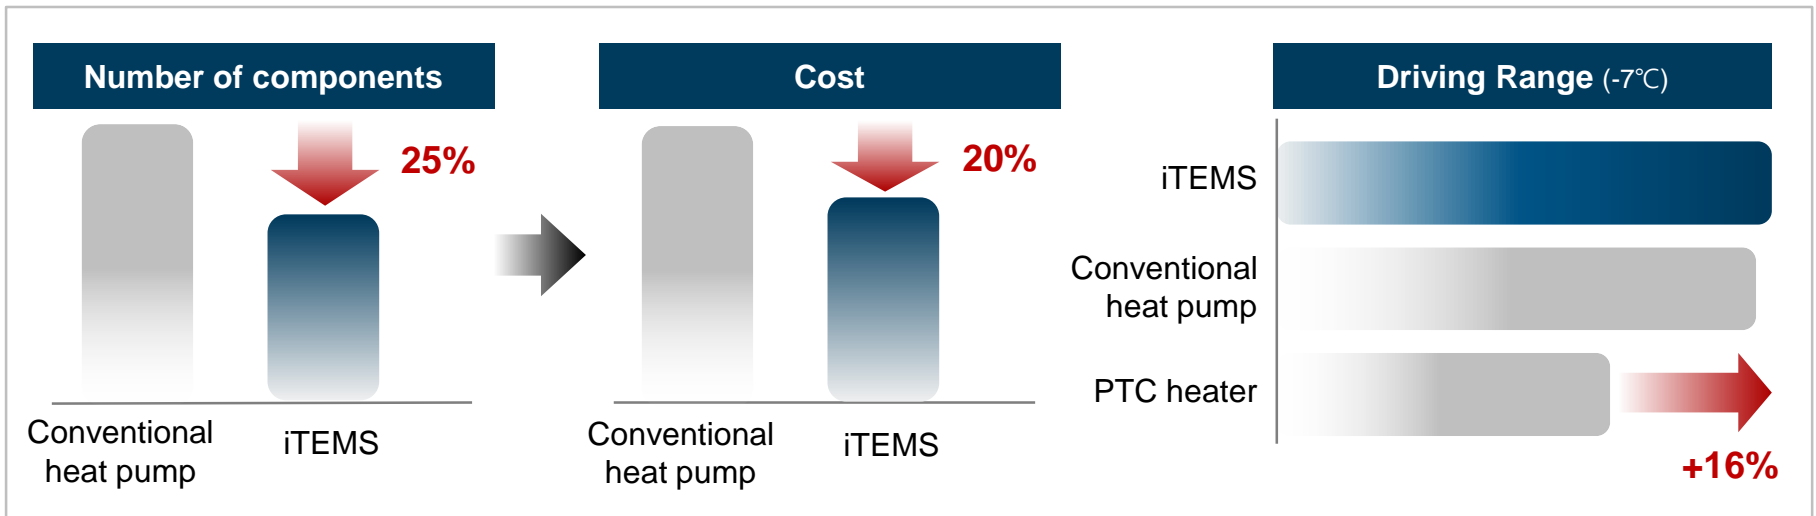 Number of components
25%
Conventional
heat pump
iTEMS
Cost
20%
Conventional
heat pump
iTEMS
Driving Range (-7℃)
iTEMS
Conventional
heat pump
PTC heater
+16%